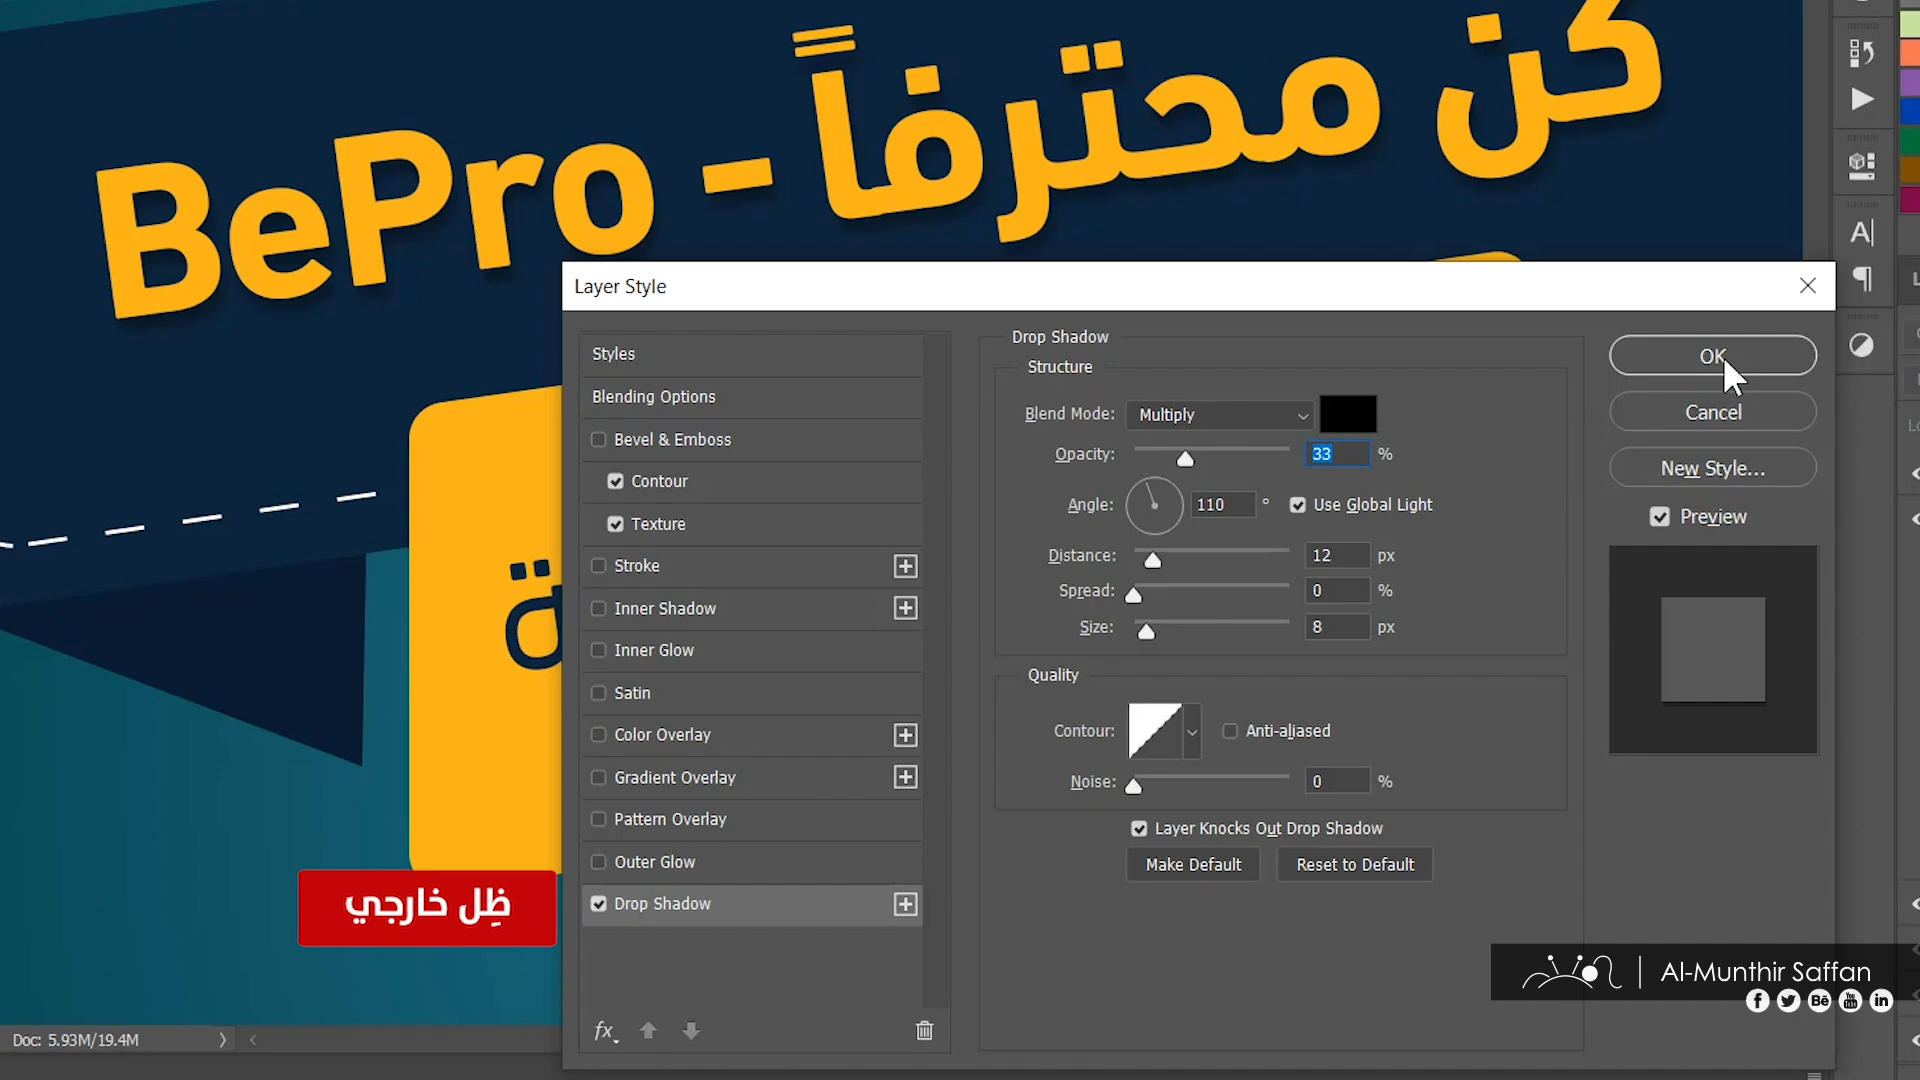 كن محترفاً - BePro
Layer Style
Styles
Blending Options
Bevel & Emboss
Contour
Texture
Stroke
Inner Shadow
Inner Glow
Satin
Color Overlay
Gradient Overlay
Pattern Overlay
Outer Glow
Drop Shadow
fx
Drop Shadow
Structure
Blend Mode: Multiply
Opacity: 33 %
Angle: 110 ° Use Global Light
Distance: 12 px
Spread: 0 %
Size: 8 px
Quality
Contour: Anti-aliased
Noise: 0 %
Layer Knocks Out Drop Shadow
Make Default Reset to Default
OK
Cancel
New Style...
Preview
ة
ظِل خارجي
Al-Munthir Saffan
Doc: 5.93M/19.4M